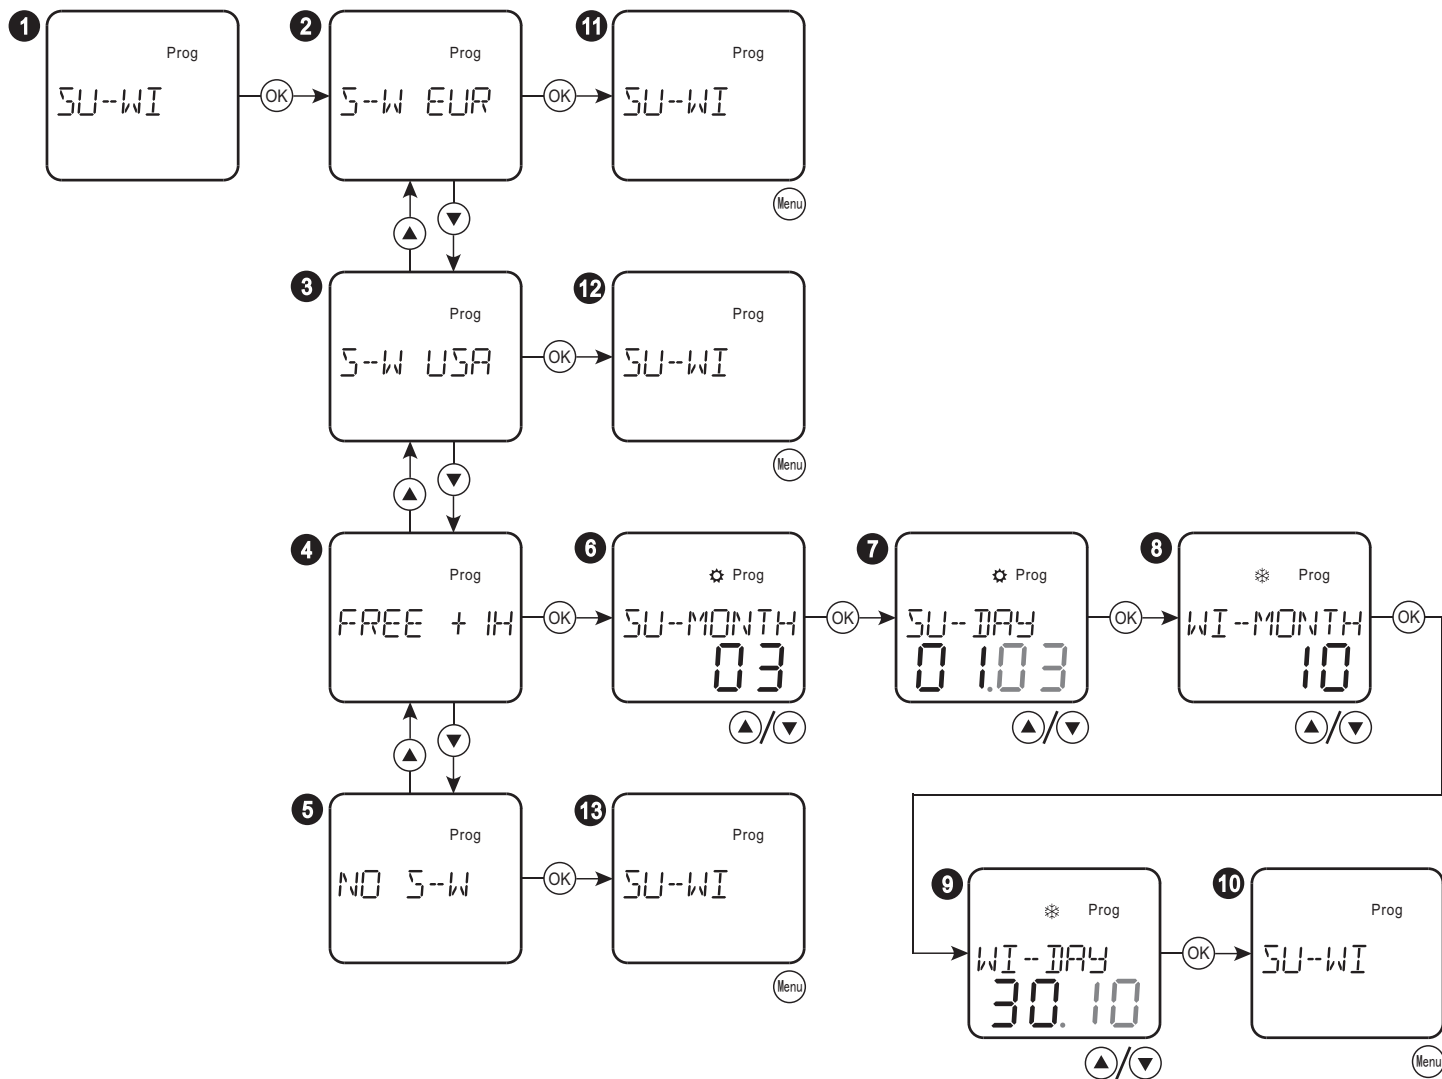 1
Prog
SU-WI
OK
2
Prog
S-W EUR
OK
11
Prog
SU-WI
Menu
3
Prog
S-W USA
OK
12
Prog
SU-WI
Menu
4
Prog
FREE + 1H
OK
6
Prog
SU-MONTH
03
OK
7
Prog
SU-DAY
01.03
OK
8
Prog
WI-MONTH
10
OK
5
Prog
NO S-W
OK
13
Prog
SU-WI
Menu
9
Prog
WI-DAY
30.10
OK
10
Prog
SU-WI
Menu